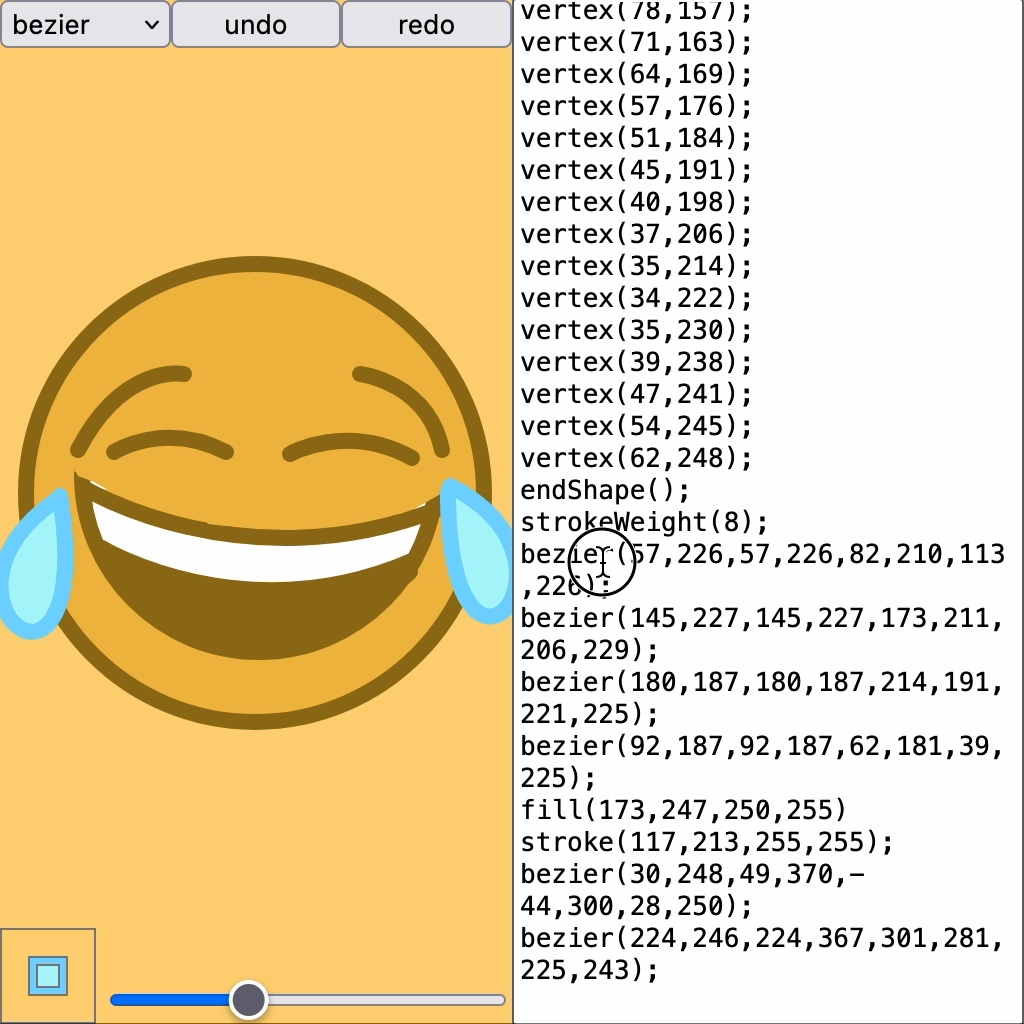 bezier undo redo
vertex(78,157);
vertex(71,163);
vertex(64,169);
vertex(57,176);
vertex(51,184);
vertex(45,191);
vertex(40,198);
vertex(37,206);
vertex(35,214);
vertex(34,222);
vertex(35,230);
vertex(39,238);
vertex(47,241);
vertex(54,245);
vertex(62,248);
endShape();
strokeWeight(8);
bezier(57,226,57,226,82,210,113
,226);
bezier(145,227,145,227,173,211,
206,229);
bezier(180,187,180,187,214,191,
221,225);
bezier(92,187,92,187,62,181,39,
225);
fill(173,247,250,255)
stroke(117,213,255,255);
bezier(30,248,49,370,–
44,300,28,250);
bezier(224,246,224,367,301,281,
225,243);